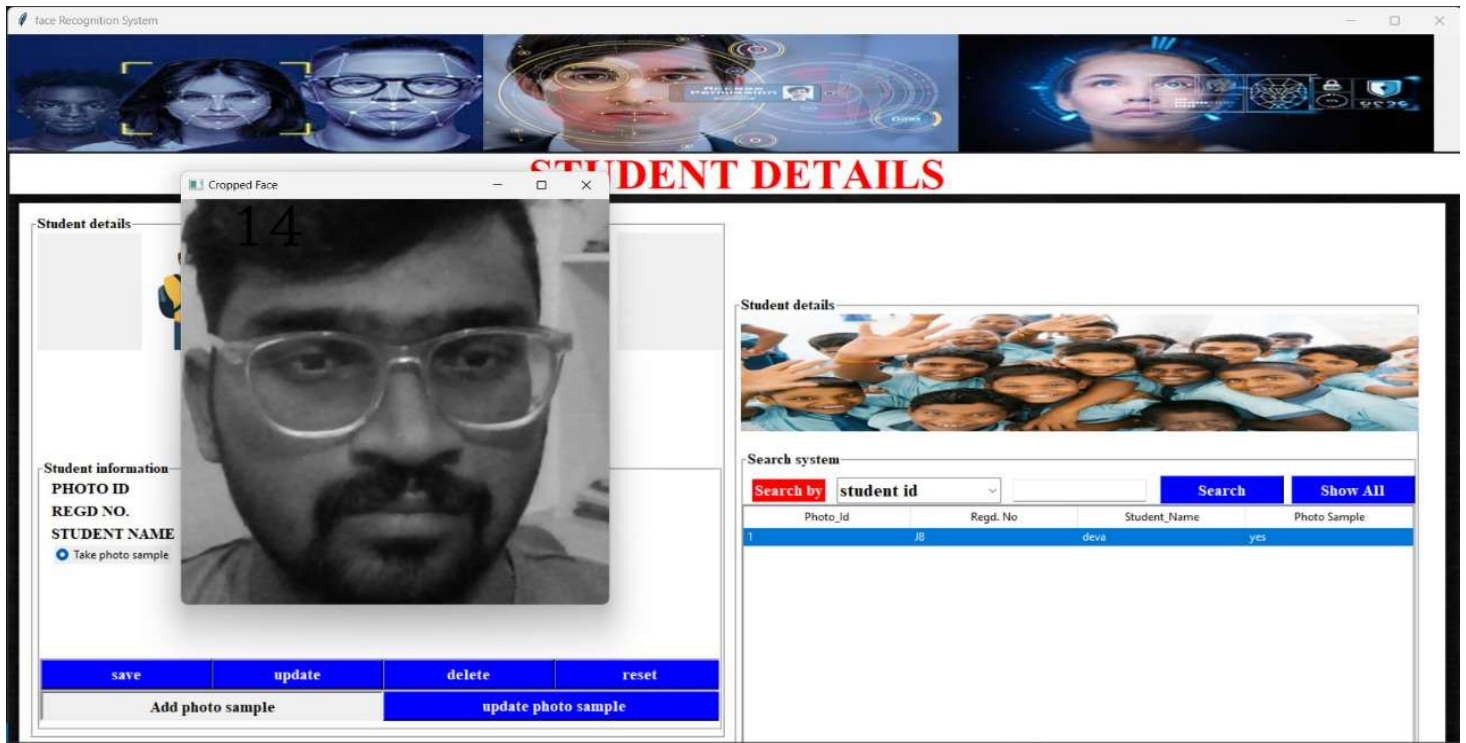 face Recognition System
Access
Permission
STUDENT DETAILS
Cropped Face
14
Student details
Student information
PHOTO ID
REGD NO.
STUDENT NAME
Take photo sample
save update delete reset
Add photo sample update photo sample
Student details
Search system
Search by student id Search Show All
Photo_Id Regd. No Student_Name Photo Sample
1 J8 deva yes